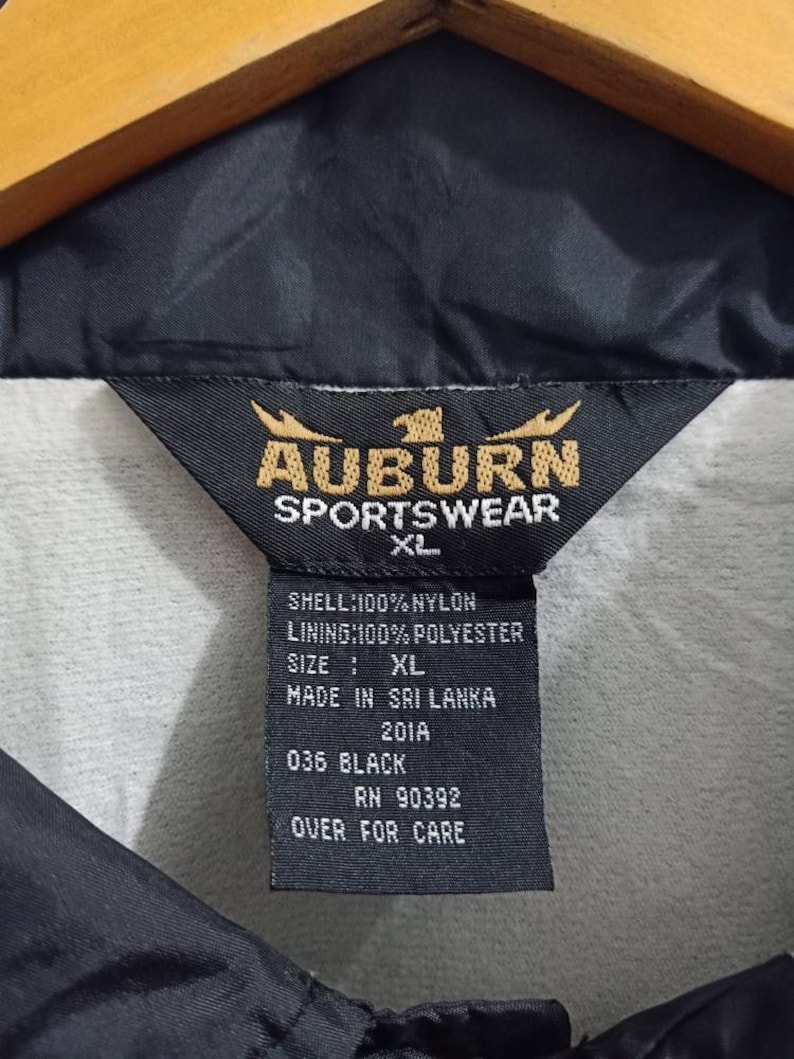 AUBURN
SPORTSWEAR
XL
SHELL:100% NYLON
LINING:100% POLYESTER
SIZE : XL
MADE IN SRI LANKA
201A
036 BLACK
RN 90392
OVER FOR CARE